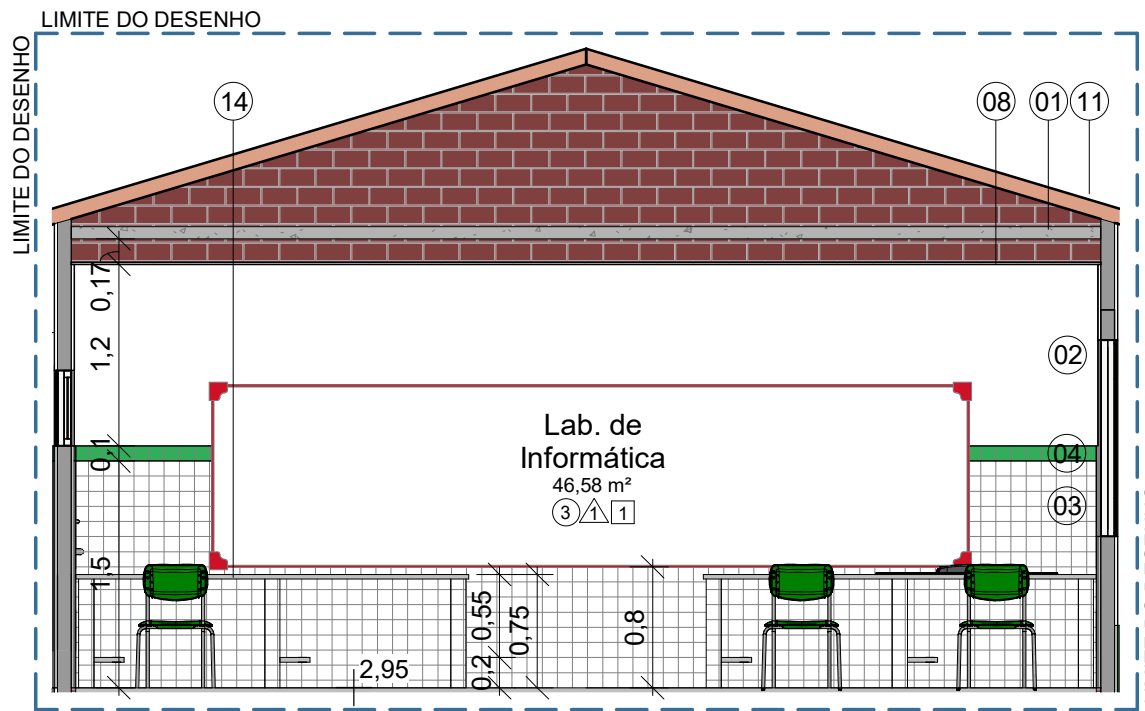 LIMITE DO DESENHO
LIMITE DO DESENHO
14
08
01
11
0,17
1,2
02
Lab. de
Informática
46,58 m²
3 1 1
0,1
04
03
1,5
0,55
0,75
0,8
0,2
2,95